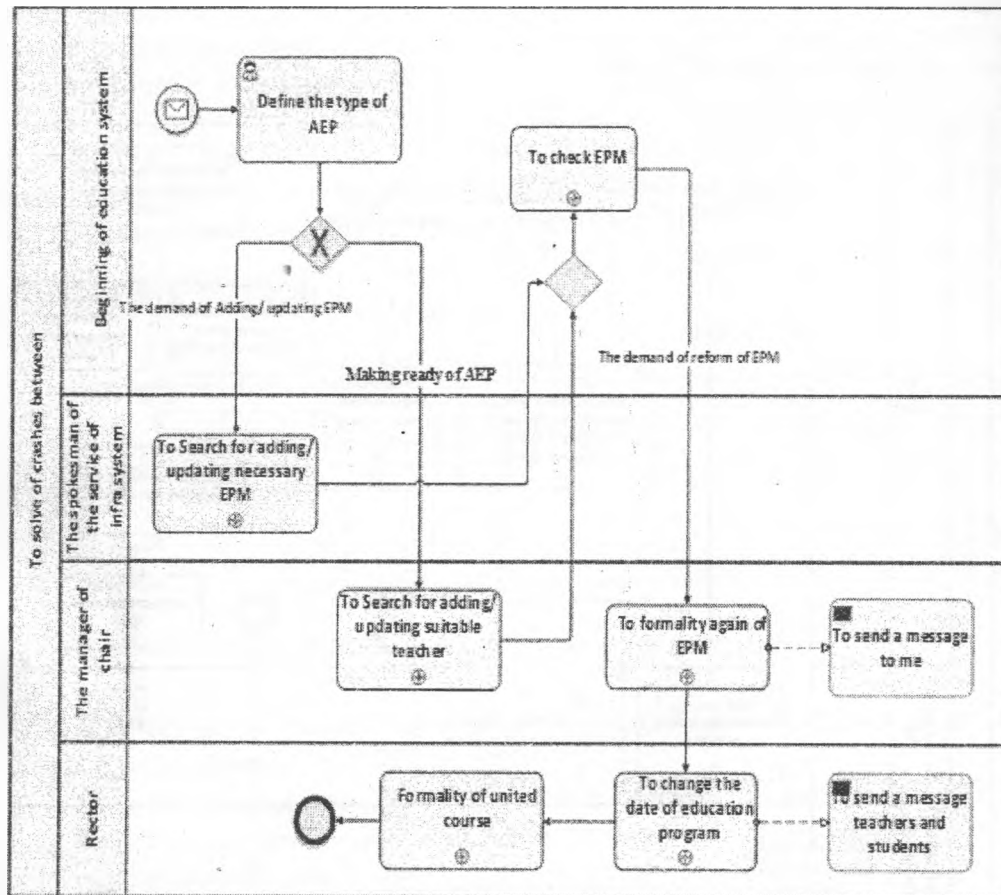 To solve of crashes between
Beginning of education system
Define the type of
AEP
To check EPM
X
The demand of Adding/ updating EPM
Making ready of AEP
The demand of reform of EPM
The spokesman of
the service of
infra system
To Search for adding/
updating necessary
EPM
The manager of
chair
To Search for adding/
updating suitable
teacher
To formality again of
EPM
To send a message
to me
Rector
Formality of united
course
To change the
date of education
program
To send a message
teachers and
students